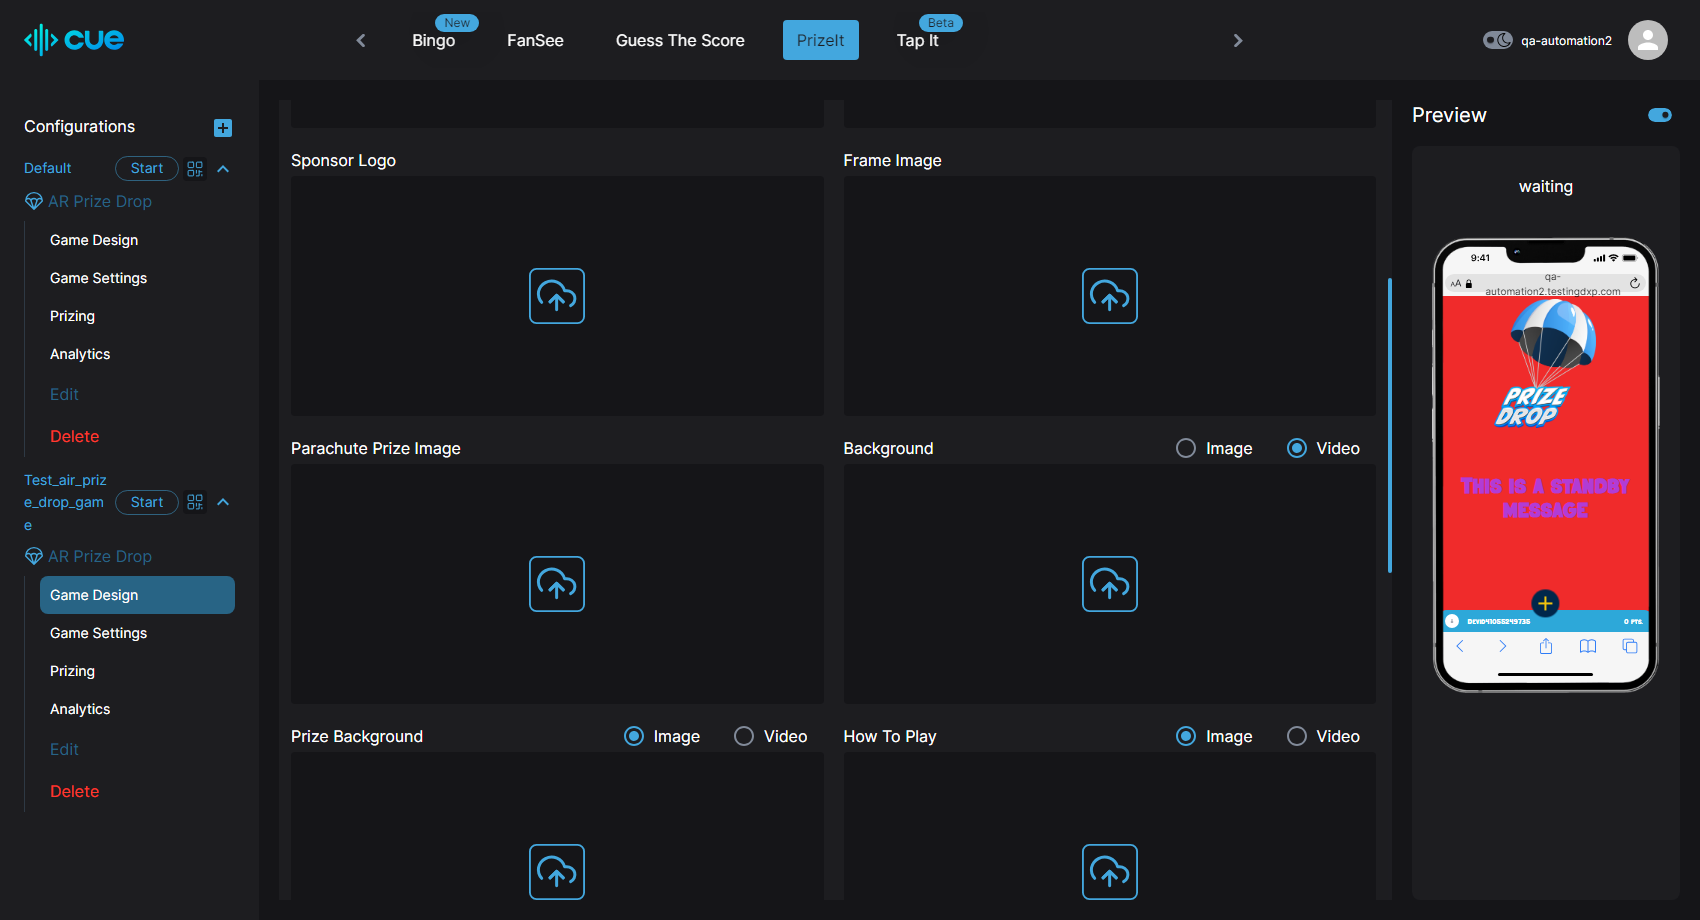 cue
Bingo
New
FanSee
Guess The Score
PrizeIt
Tap It
Beta
qa-automation2
Configurations
Default
Start
AR Prize Drop
Game Design
Game Settings
Prizing
Analytics
Edit
Delete
Test_air_priz
e_drop_gam
e
Start
AR Prize Drop
Game Design
Game Settings
Prizing
Analytics
Edit
Delete
Sponsor Logo
Frame Image
Parachute Prize Image
Background
Image
Video
Prize Background
Image
Video
How To Play
Image
Video
Preview
waiting
9:41
AA
qa-
automation2.testingdxp.com
PRIZE
DROP
THIS IS A STANDBY
MESSAGE
0 PTS.